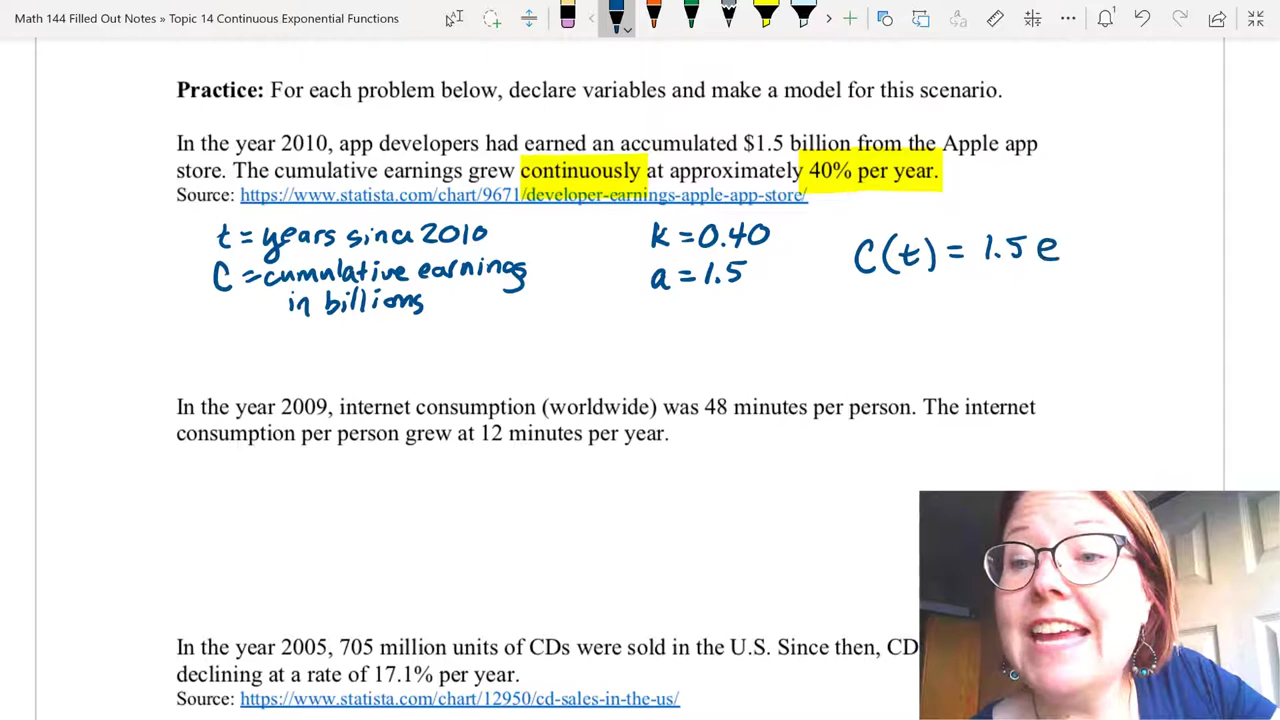 Math 144 Filled Out Notes » Topic 14 Continuous Exponential Functions
Practice: For each problem below, declare variables and make a model for this scenario.
In the year 2010, app developers had earned an accumulated $1.5 billion from the Apple app
store. The cumulative earnings grew continuously at approximately 40% per year.
Source: https://www.statista.com/chart/9671/developer-earnings-apple-app-store/
t = years since 2010
C = cumulative earnings
in billions
k = 0.40
a = 1.5
C(t) = 1.5 e
In the year 2009, internet consumption (worldwide) was 48 minutes per person. The internet
consumption per person grew at 12 minutes per year.
In the year 2005, 705 million units of CDs were sold in the U.S. Since then, CD
declining at a rate of 17.1% per year.
Source: https://www.statista.com/chart/12950/cd-sales-in-the-us/